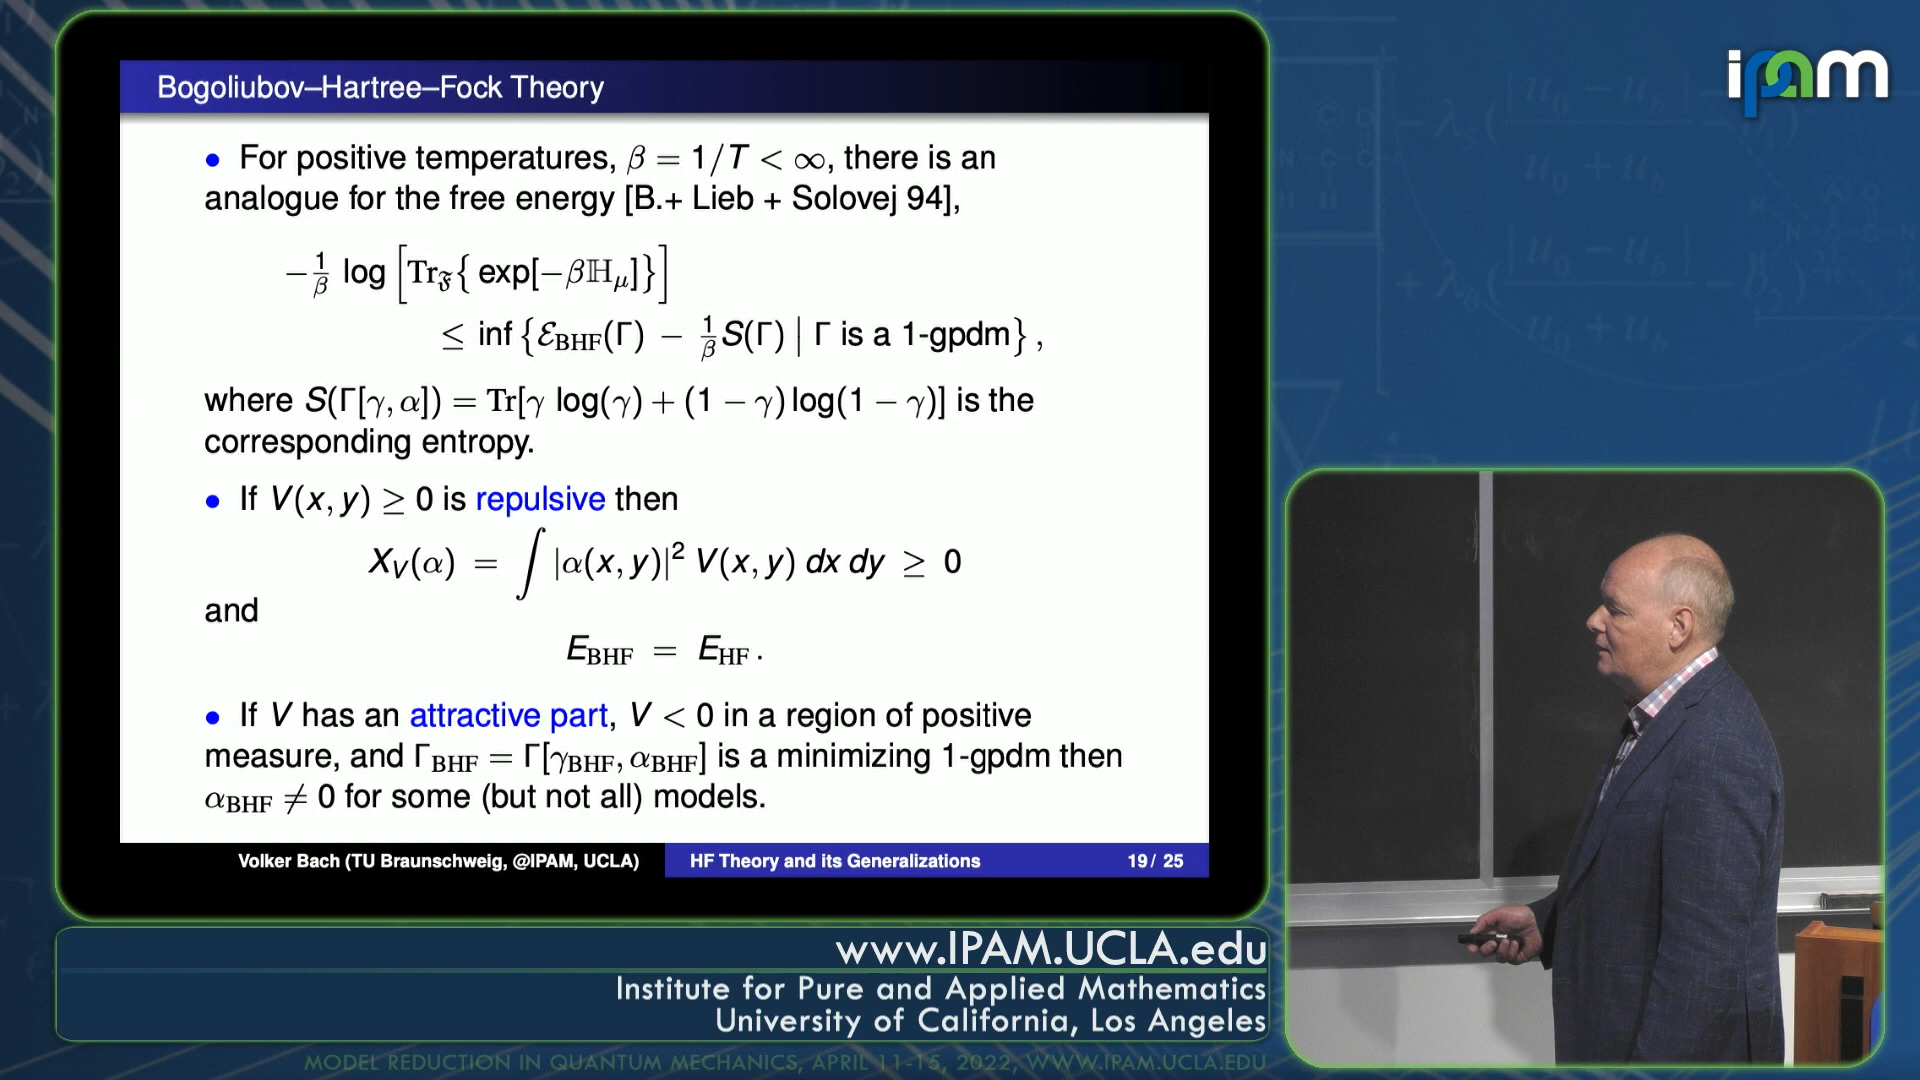 Bogoliubov–Hartree–Fock Theory
• For positive temperatures, β = 1/T < ∞, there is an
analogue for the free energy [B.+ Lieb + Solovej 94],
−1/β log [Tr𝔉{ exp[−βℍμ]}]
≤ inf {ℰBHF(Γ) − 1/β S(Γ) | Γ is a 1-gpdm} ,
where S(Γ[γ, α]) = Tr[γ log(γ) + (1 − γ) log(1 − γ)] is the
corresponding entropy.
• If V(x, y) ≥ 0 is repulsive then
XV(α) = ∫ |α(x, y)|² V(x, y) dx dy ≥ 0
and
EBHF = EHF .
• If V has an attractive part, V < 0 in a region of positive
measure, and ΓBHF = Γ[γBHF, αBHF] is a minimizing 1-gpdm then
αBHF ≠ 0 for some (but not all) models.
Volker Bach (TU Braunschweig, @IPAM, UCLA) HF Theory and its Generalizations 19/ 25
ipam
www.IPAM.UCLA.edu
Institute for Pure and Applied Mathematics
University of California, Los Angeles
MODEL REDUCTION IN QUANTUM MECHANICS, APRIL 11-15, 2022, WWW.IPAM.UCLA.EDU